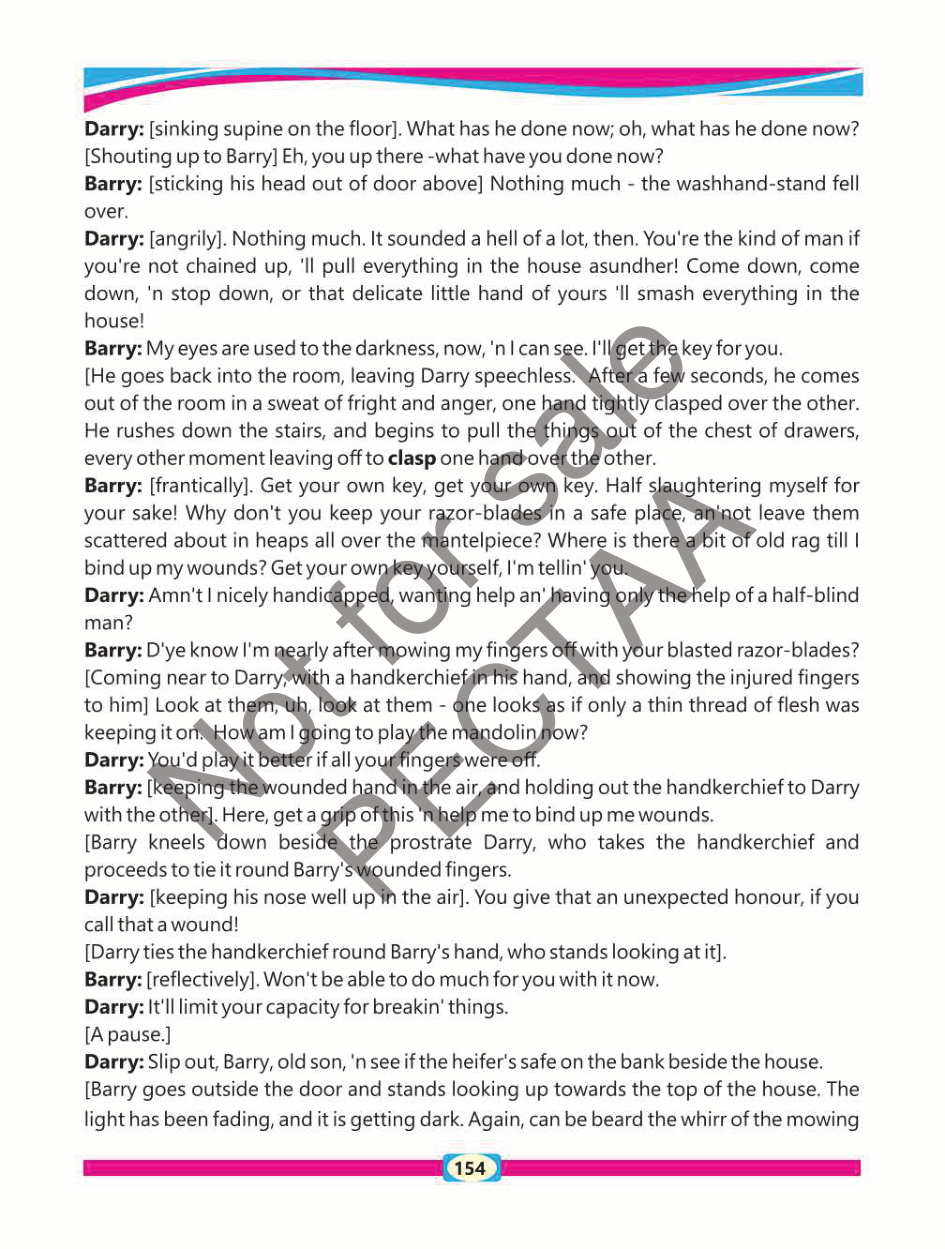 Darry: [sinking supine on the floor]. What has he done now; oh, what has he done now?
[Shouting up to Barry] Eh, you up there -what have you done now?
Barry: [sticking his head out of door above] Nothing much - the washhand-stand fell
over.
Darry: [angrily]. Nothing much. It sounded a hell of a lot, then. You're the kind of man if
you're not chained up, 'll pull everything in the house asundher! Come down, come
down, 'n stop down, or that delicate little hand of yours 'll smash everything in the
house!
Barry: My eyes are used to the darkness, now, 'n I can see. I'll get the key for you.
[He goes back into the room, leaving Darry speechless. After a few seconds, he comes
out of the room in a sweat of fright and anger, one hand tightly clasped over the other.
He rushes down the stairs, and begins to pull the things out of the chest of drawers,
every other moment leaving off to clasp one hand over the other.
Barry: [frantically]. Get your own key, get your own key. Half slaughtering myself for
your sake! Why don't you keep your razor-blades in a safe place, an'not leave them
scattered about in heaps all over the mantelpiece? Where is there a bit of old rag till I
bind up my wounds? Get your own key yourself, I'm tellin' you.
Darry: Amn't I nicely handicapped, wanting help an' having only the help of a half-blind
man?
Barry: D'ye know I'm nearly after mowing my fingers off with your blasted razor-blades?
[Coming near to Darry, with a handkerchief in his hand, and showing the injured fingers
to him] Look at them, uh, look at them - one looks as if only a thin thread of flesh was
keeping it on. How am I going to play the mandolin now?
Darry: You'd play it better if all your fingers were off.
Barry: [keeping the wounded hand in the air, and holding out the handkerchief to Darry
with the other]. Here, get a grip of this 'n help me to bind up me wounds.
[Barry kneels down beside the prostrate Darry, who takes the handkerchief and
proceeds to tie it round Barry's wounded fingers.
Darry: [keeping his nose well up in the air]. You give that an unexpected honour, if you
call that a wound!
[Darry ties the handkerchief round Barry's hand, who stands looking at it].
Barry: [reflectively]. Won't be able to do much for you with it now.
Darry: It'll limit your capacity for breakin' things.
[A pause.]
Darry: Slip out, Barry, old son, 'n see if the heifer's safe on the bank beside the house.
[Barry goes outside the door and stands looking up towards the top of the house. The
light has been fading, and it is getting dark. Again, can be beard the whirr of the mowing
154
Not for sale
PECTAA